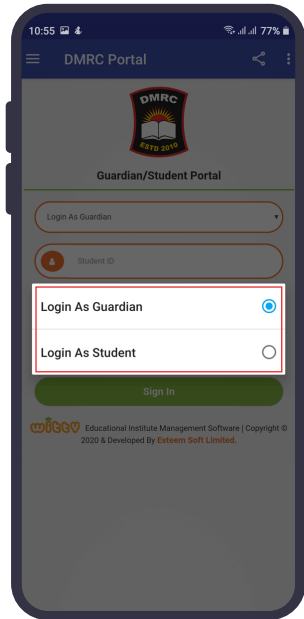 10:55 77%
DMRC Portal
DMRC
ESTD 2010
Guardian/Student Portal
Login As Guardian
Student ID
Login As Guardian
Login As Student
Sign In
witty Educational Institute Management Software | Copyright ©
2020 & Developed By Esteem Soft Limited.